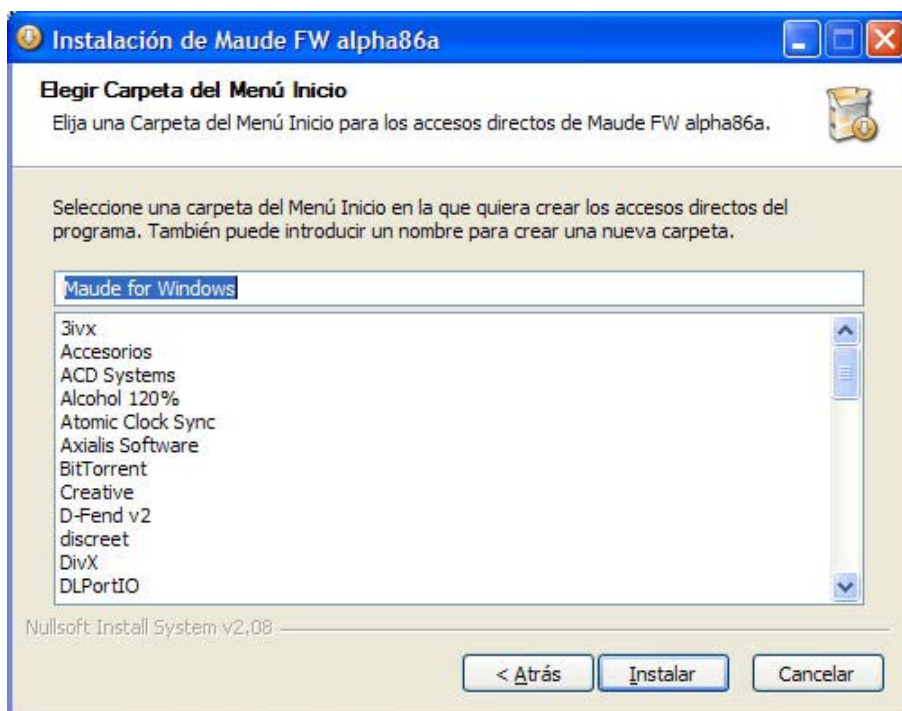 Instalación de Maude FW alpha86a
Elegir Carpeta del Menú Inicio
Elija una Carpeta del Menú Inicio para los accesos directos de Maude FW alpha86a.
Seleccione una carpeta del Menú Inicio en la que quiera crear los accesos directos del
programa. También puede introducir un nombre para crear una nueva carpeta.
Maude for Windows
3ivx
Accesorios
ACD Systems
Alcohol 120%
Atomic Clock Sync
Axialis Software
BitTorrent
Creative
D-Fend v2
discreet
DivX
DLPortIO
Nullsoft Install System v2.08
< Atrás Instalar Cancelar